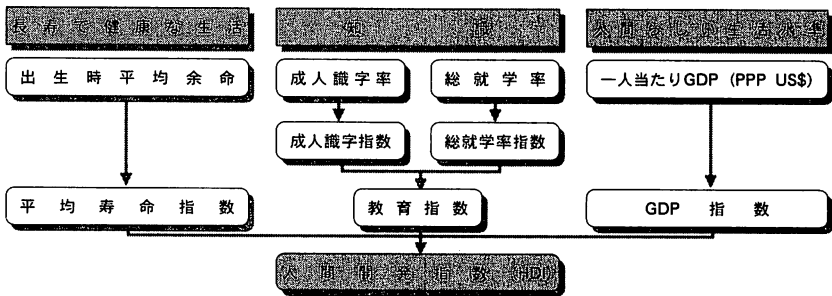 長寿で健康な生活
知識
人間らしい生活水準
出生時平均余命
成人識字率
総就学率
一人当たりGDP（PPP US$）
成人識字指数
総就学率指数
平均寿命指数
教育指数
GDP 指数
人間開発指数（HDI）